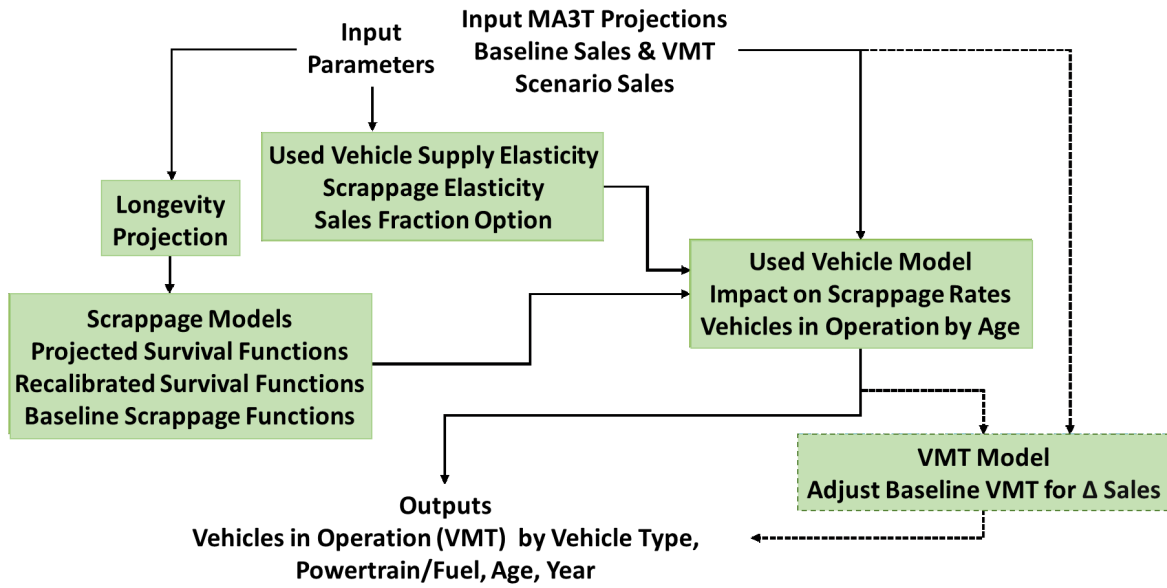 Input
Parameters
Input MA3T Projections
Baseline Sales & VMT
Scenario Sales
Used Vehicle Supply Elasticity
Scrappage Elasticity
Sales Fraction Option
Longevity
Projection
Used Vehicle Model
Impact on Scrappage Rates
Vehicles in Operation by Age
Scrappage Models
Projected Survival Functions
Recalibrated Survival Functions
Baseline Scrappage Functions
VMT Model
Adjust Baseline VMT for Δ Sales
Outputs
Vehicles in Operation (VMT) by Vehicle Type,
Powertrain/Fuel, Age, Year